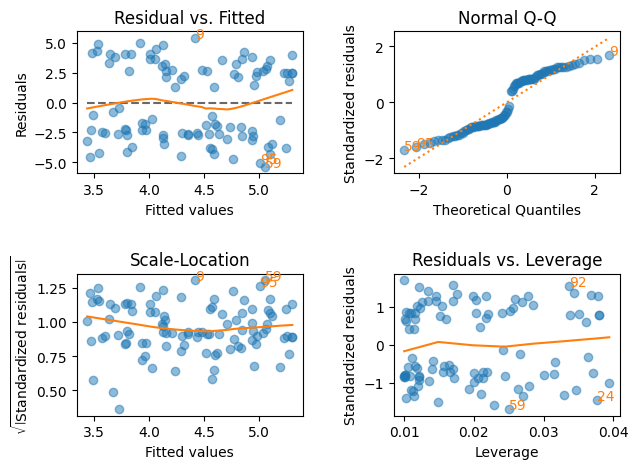 Residual vs. Fitted
Residuals
5.0
2.5
0.0
−2.5
−5.0
9
59
3.5 4.0 4.5 5.0
Fitted values
Normal Q-Q
Standardized residuals
2
0
−2
9
−2 0 2
Theoretical Quantiles
Scale-Location
√|Standardized residuals|
1.25
1.00
0.75
0.50
9
59
3.5 4.0 4.5 5.0
Fitted values
Residuals vs. Leverage
Standardized residuals
1
0
−1
92
59
24
0.01 0.02 0.03 0.04
Leverage